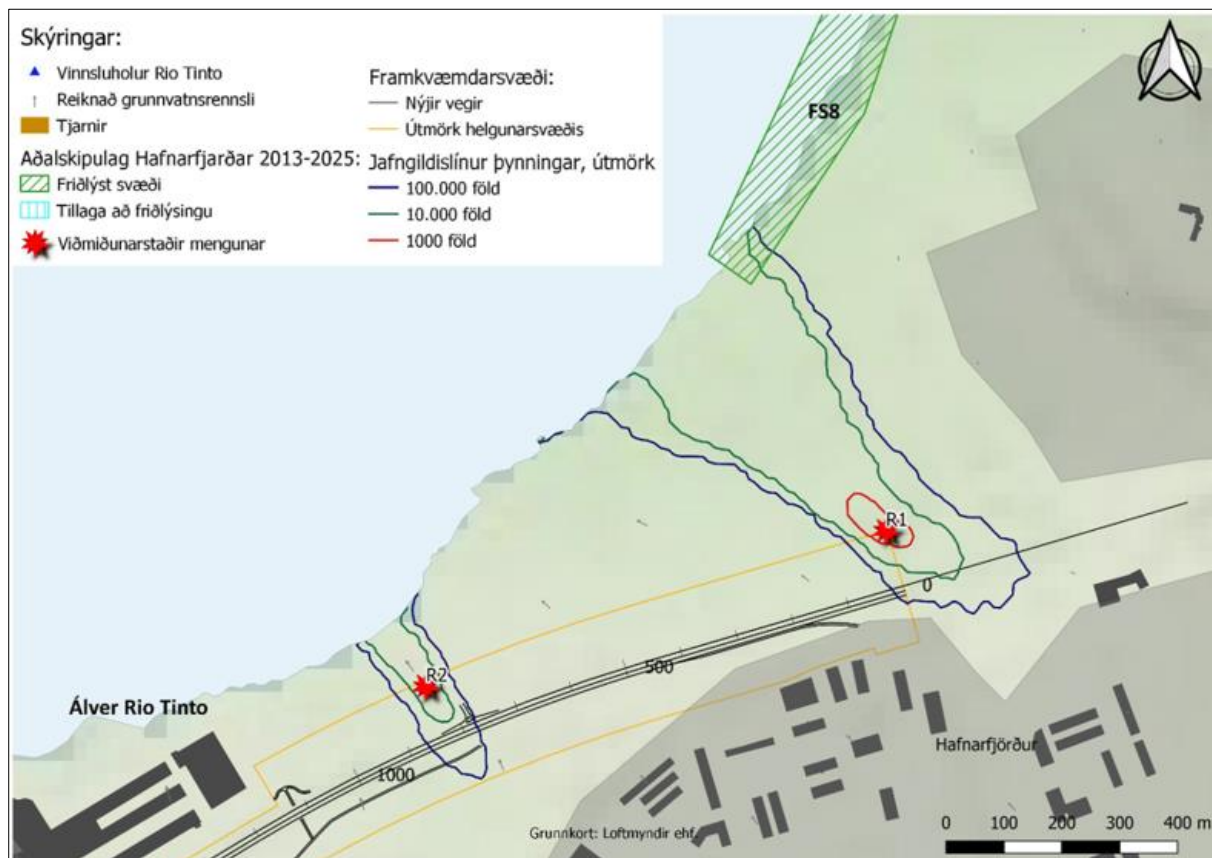 Skýringar:
Vinnsluholur Rio Tinto
Reiknað grunnvatnsrennsli
Tjarnir
Aðalskipulag Hafnarfjarðar 2013-2025:
Friðlýst svæði
Tillaga að friðlýsingu
Viðmiðunarstaðir mengunar
Framkvæmdarsvæði:
Nýjir vegir
Útmörk helgunarsvæðis
Jafngildislínur þynningar, útmörk
100.000 föld
10.000 föld
1000 föld
FS8
R1
0
500
R2
Álver Rio Tinto
1000
Hafnarfjörður
Grunnkort: Loftmyndir ehf.
0 100 200 300 400 m